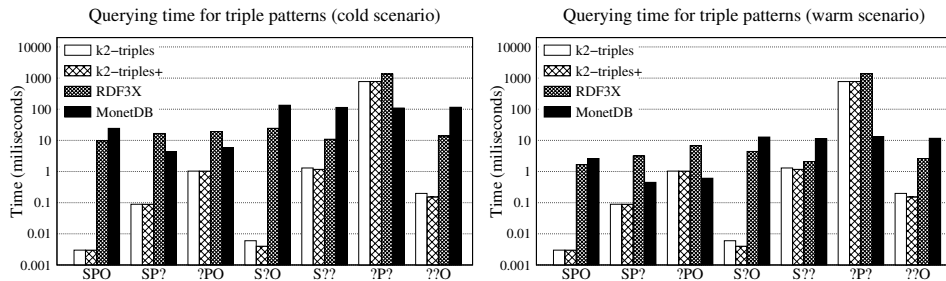 Querying time for triple patterns (cold scenario)
Time (miliseconds)
10000
1000
100
10
1
0.1
0.01
0.001
k2-triples
k2-triples+
RDF3X
MonetDB
SPO SP? ?PO S?O S?? ?P? ??O
Querying time for triple patterns (warm scenario)
Time (miliseconds)
10000
1000
100
10
1
0.1
0.01
0.001
k2-triples
k2-triples+
RDF3X
MonetDB
SPO SP? ?PO S?O S?? ?P? ??O